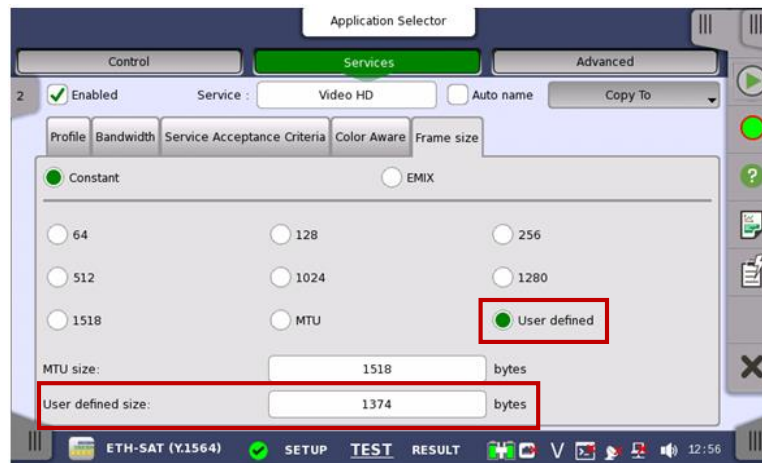 Application Selector
Control Services Advanced
2 Enabled Service : Video HD Auto name Copy To
Profile Bandwidth Service Acceptance Criteria Color Aware Frame size
Constant EMIX
64 128 256
512 1024 1280
1518 MTU User defined
MTU size: 1518 bytes
User defined size: 1374 bytes
ETH-SAT (Y.1564) SETUP TEST RESULT V 12:56